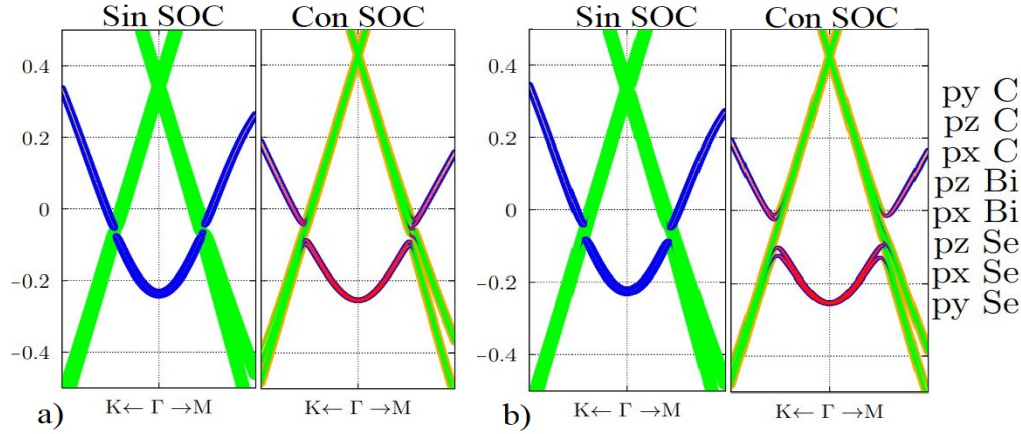 Sin SOC Con SOC Sin SOC Con SOC
0.4 0.4
0.2 0.2
0 0
−0.2 −0.2
−0.4 −0.4
py C
pz C
px C
pz Bi
px Bi
pz Se
px Se
py Se
a) K← Γ →M K← Γ →M b) K← Γ →M K← Γ →M